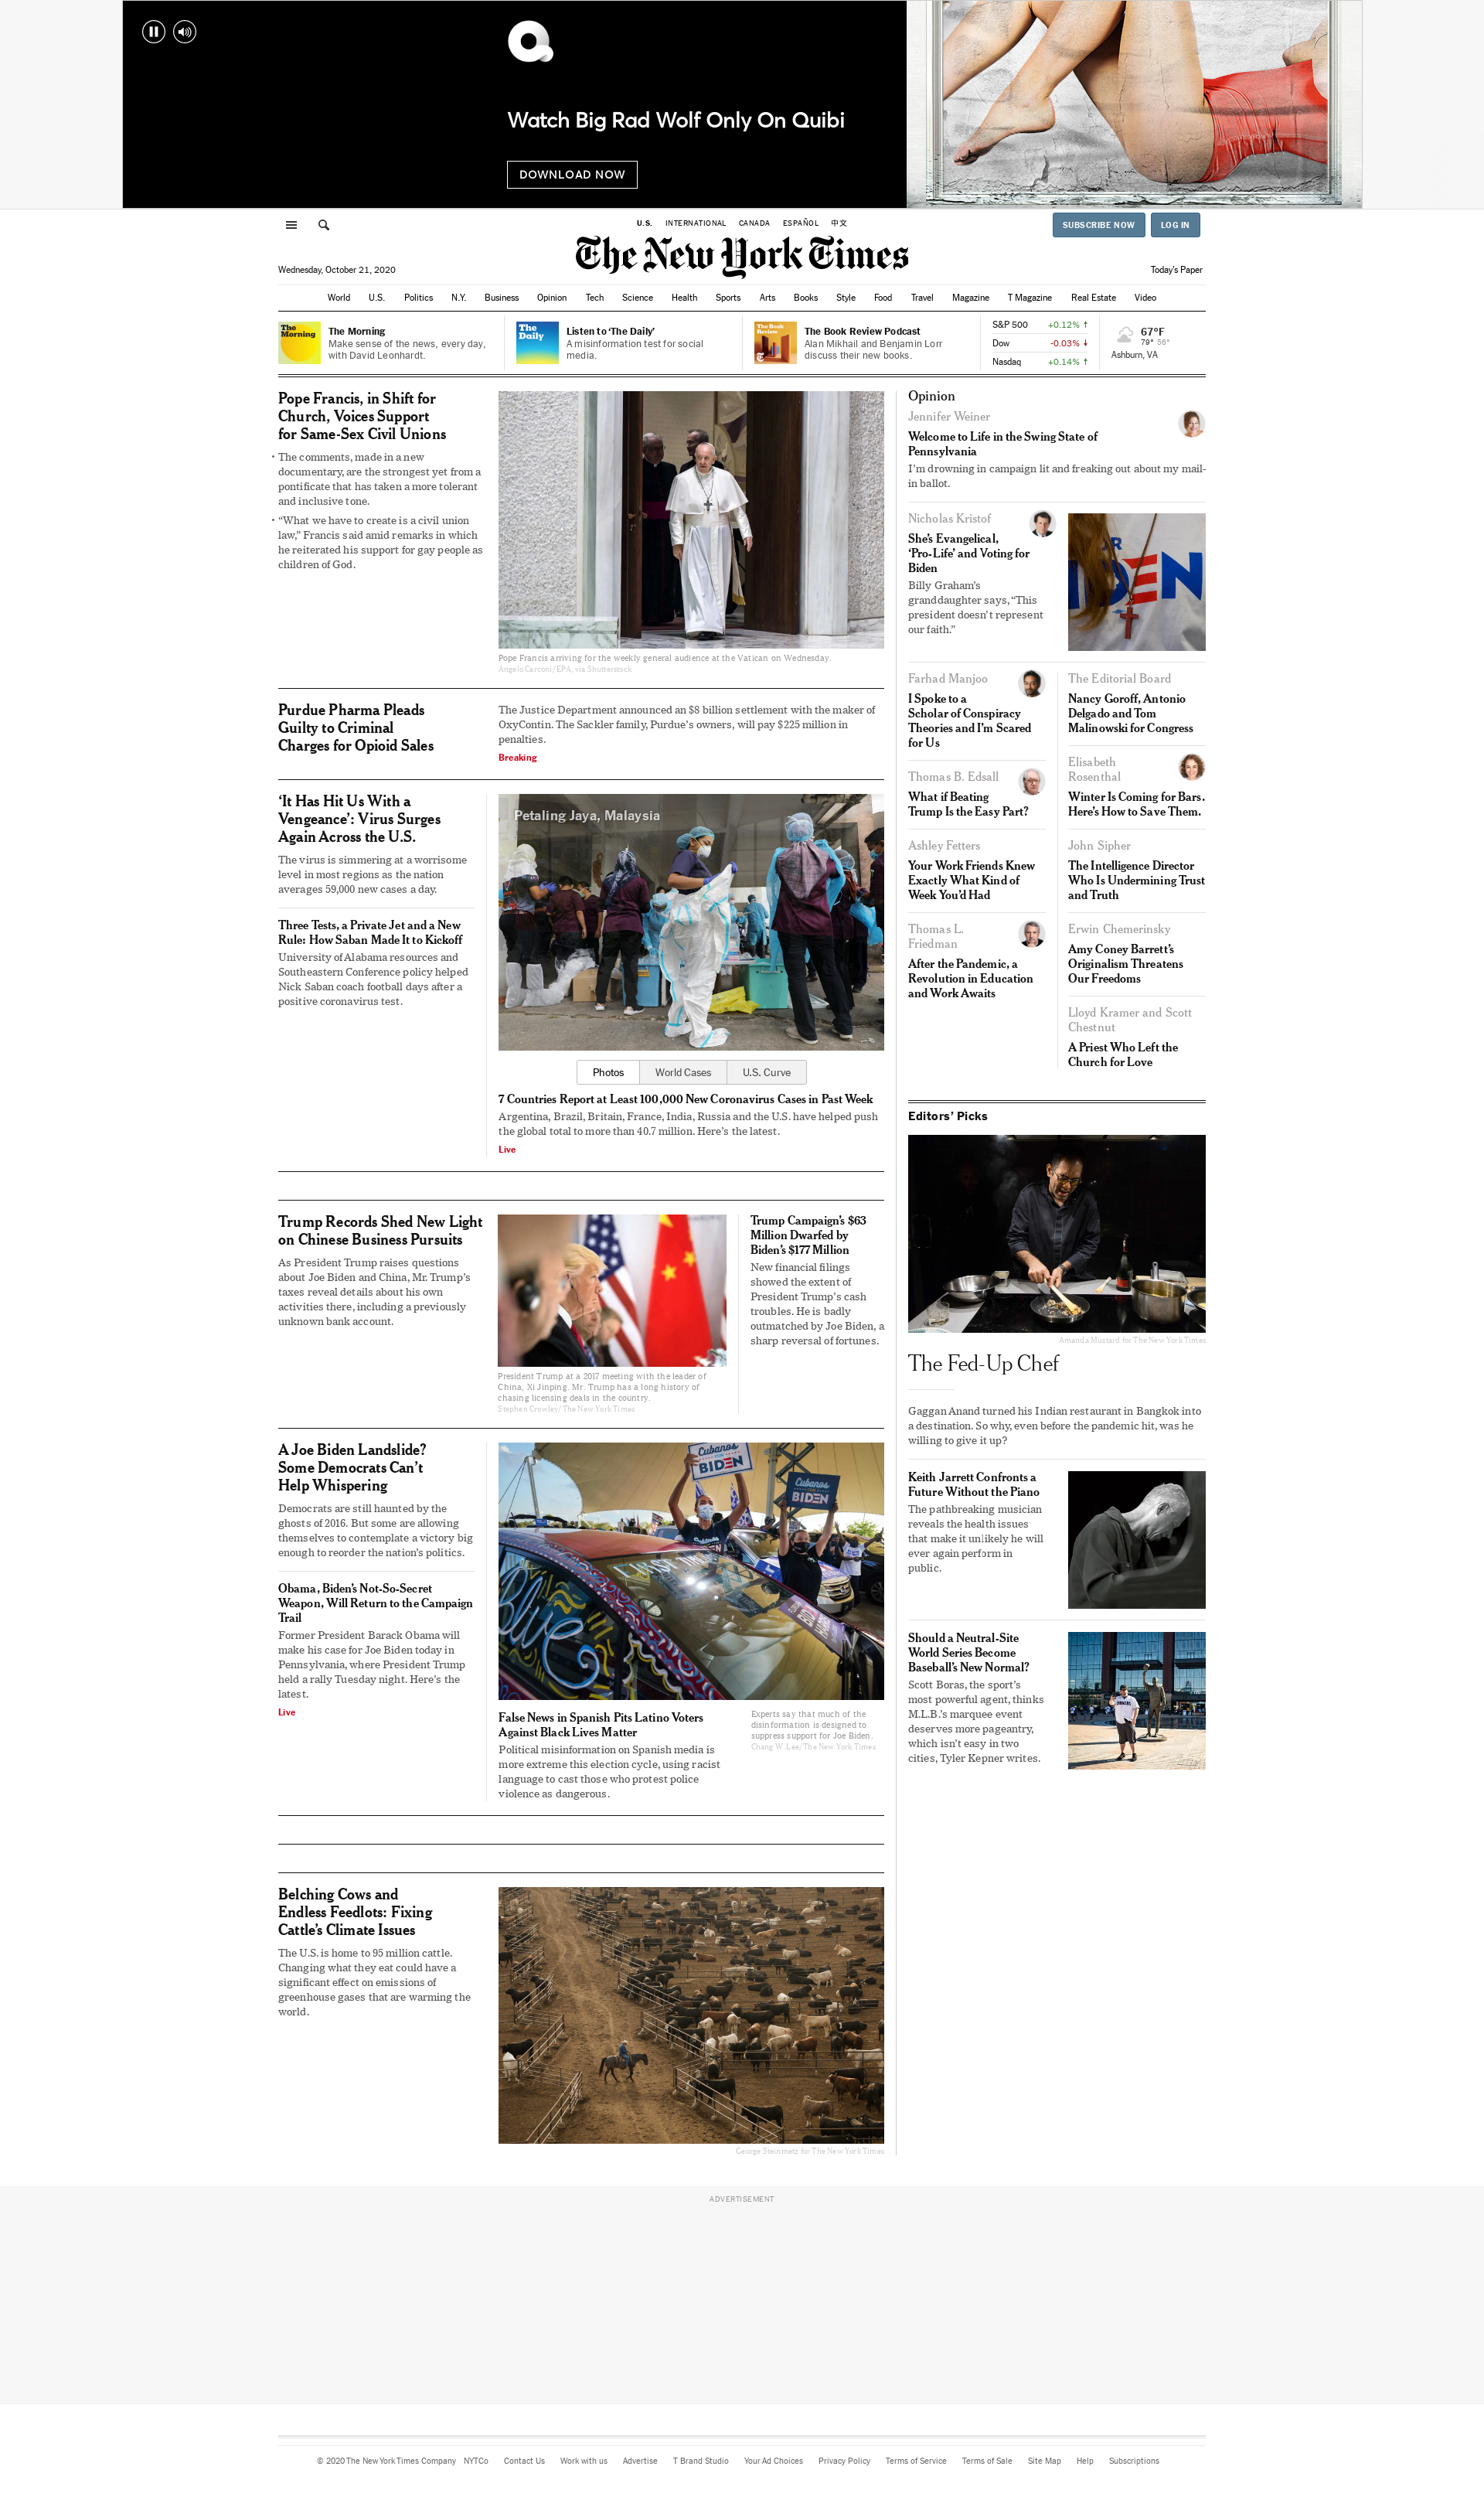 Watch Big Rad Wolf Only On Quibi
DOWNLOAD NOW
U.S. INTERNATIONAL CANADA ESPAÑOL 中文
SUBSCRIBE NOW LOG IN
The New York Times
Wednesday, October 21, 2020
Today's Paper
World U.S. Politics N.Y. Business Opinion Tech Science Health Sports Arts Books Style Food Travel Magazine T Magazine Real Estate Video
The Morning
The Morning
Make sense of the news, every day,
with David Leonhardt.
The Daily
Listen to ‘The Daily’
A misinformation test for social
media.
The Book Review
The Book Review Podcast
Alan Mikhail and Benjamin Lorr
discuss their new books.
S&P 500 +0.12% ↑
Dow -0.03% ↓
Nasdaq +0.14% ↑
67°F
79° 56°
Ashburn, VA
Pope Francis, in Shift for
Church, Voices Support
for Same-Sex Civil Unions
• The comments, made in a new
documentary, are the strongest yet from a
pontificate that has taken a more tolerant
and inclusive tone.
• “What we have to create is a civil union
law,” Francis said amid remarks in which
he reiterated his support for gay people as
children of God.
Pope Francis arriving for the weekly general audience at the Vatican on Wednesday.
Angelo Carconi/EPA, via Shutterstock
Purdue Pharma Pleads
Guilty to Criminal
Charges for Opioid Sales
The Justice Department announced an $8 billion settlement with the maker of
OxyContin. The Sackler family, Purdue’s owners, will pay $225 million in
penalties.
Breaking
‘It Has Hit Us With a
Vengeance’: Virus Surges
Again Across the U.S.
The virus is simmering at a worrisome
level in most regions as the nation
averages 59,000 new cases a day.
Three Tests, a Private Jet and a New
Rule: How Saban Made It to Kickoff
University of Alabama resources and
Southeastern Conference policy helped
Nick Saban coach football days after a
positive coronavirus test.
Petaling Jaya, Malaysia
Photos World Cases U.S. Curve
7 Countries Report at Least 100,000 New Coronavirus Cases in Past Week
Argentina, Brazil, Britain, France, India, Russia and the U.S. have helped push
the global total to more than 40.7 million. Here’s the latest.
Live
Trump Records Shed New Light
on Chinese Business Pursuits
As President Trump raises questions
about Joe Biden and China, Mr. Trump’s
taxes reveal details about his own
activities there, including a previously
unknown bank account.
President Trump at a 2017 meeting with the leader of
China, Xi Jinping. Mr. Trump has a long history of
chasing licensing deals in the country.
Stephen Crowley/The New York Times
Trump Campaign’s $63
Million Dwarfed by
Biden’s $177 Million
New financial filings
showed the extent of
President Trump’s cash
troubles. He is badly
outmatched by Joe Biden, a
sharp reversal of fortunes.
A Joe Biden Landslide?
Some Democrats Can’t
Help Whispering
Democrats are still haunted by the
ghosts of 2016. But some are allowing
themselves to contemplate a victory big
enough to reorder the nation’s politics.
Obama, Biden’s Not-So-Secret
Weapon, Will Return to the Campaign
Trail
Former President Barack Obama will
make his case for Joe Biden today in
Pennsylvania, where President Trump
held a rally Tuesday night. Here’s the
latest.
Live
Cubanos
BIDEN
Cubanos
BIDEN
False News in Spanish Pits Latino Voters
Against Black Lives Matter
Political misinformation on Spanish media is
more extreme this election cycle, using racist
language to cast those who protest police
violence as dangerous.
Experts say that much of the
disinformation is designed to
suppress support for Joe Biden.
Chang W. Lee/The New York Times
Belching Cows and
Endless Feedlots: Fixing
Cattle’s Climate Issues
The U.S. is home to 95 million cattle.
Changing what they eat could have a
significant effect on emissions of
greenhouse gases that are warming the
world.
George Steinmetz for The New York Times
Opinion
Jennifer Weiner
Welcome to Life in the Swing State of
Pennsylvania
I’m drowning in campaign lit and freaking out about my mail-
in ballot.
Nicholas Kristof
She’s Evangelical,
‘Pro-Life’ and Voting for
Biden
Billy Graham’s
granddaughter says, “This
president doesn’t represent
our faith.”
Farhad Manjoo
I Spoke to a
Scholar of Conspiracy
Theories and I’m Scared
for Us
Thomas B. Edsall
What if Beating
Trump Is the Easy Part?
Ashley Fetters
Your Work Friends Knew
Exactly What Kind of
Week You’d Had
Thomas L.
Friedman
After the Pandemic, a
Revolution in Education
and Work Awaits
The Editorial Board
Nancy Goroff, Antonio
Delgado and Tom
Malinowski for Congress
Elisabeth
Rosenthal
Winter Is Coming for Bars.
Here’s How to Save Them.
John Sipher
The Intelligence Director
Who Is Undermining Trust
and Truth
Erwin Chemerinsky
Amy Coney Barrett’s
Originalism Threatens
Our Freedoms
Lloyd Kramer and Scott
Chestnut
A Priest Who Left the
Church for Love
Editors’ Picks
Amanda Mustard for The New York Times
The Fed-Up Chef
Gaggan Anand turned his Indian restaurant in Bangkok into
a destination. So why, even before the pandemic hit, was he
willing to give it up?
Keith Jarrett Confronts a
Future Without the Piano
The pathbreaking musician
reveals the health issues
that make it unlikely he will
ever again perform in
public.
Should a Neutral-Site
World Series Become
Baseball’s New Normal?
Scott Boras, the sport’s
most powerful agent, thinks
M.L.B.’s marquee event
deserves more pageantry,
which isn’t easy in two
cities, Tyler Kepner writes.
ADVERTISEMENT
© 2020 The New York Times Company NYTCo Contact Us Work with us Advertise T Brand Studio Your Ad Choices Privacy Policy Terms of Service Terms of Sale Site Map Help Subscriptions